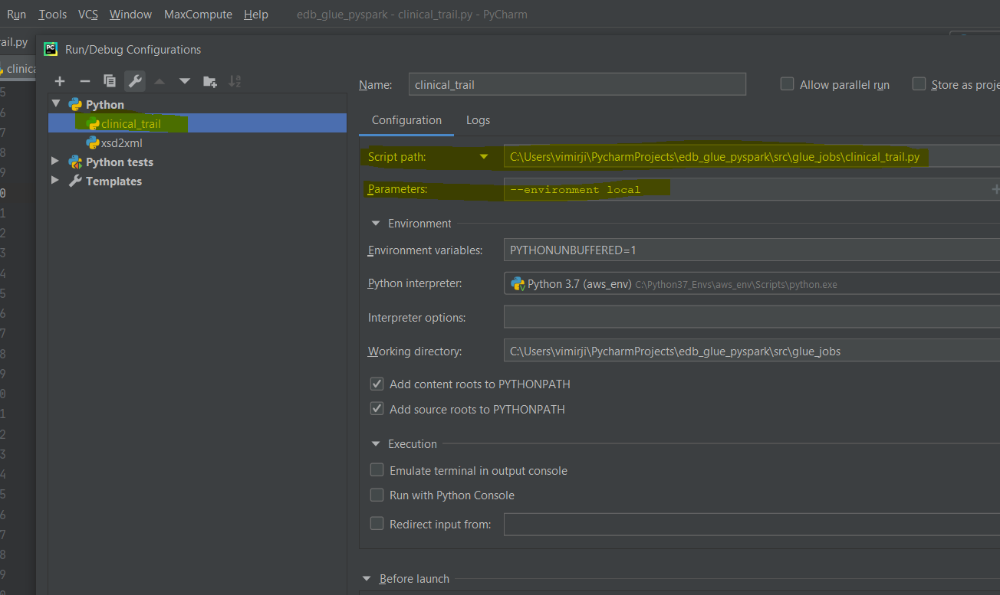 Run Tools VCS Window MaxCompute Help edb_glue_pyspark - clinical_trail.py - PyCharm
rail.py
Run/Debug Configurations
clinica
Name: clinical_trail Allow parallel run Store as proje
Python
clinical_trail
xsd2xml
Python tests
Templates
Configuration Logs
Script path: C:\Users\vimirji\PycharmProjects\edb_glue_pyspark\src\glue_jobs\clinical_trail.py
Parameters: --environment local
Environment
Environment variables: PYTHONUNBUFFERED=1
Python interpreter: Python 3.7 (aws_env) C:\Python37_Envs\aws_env\Scripts\python.exe
Interpreter options:
Working directory: C:\Users\vimirji\PycharmProjects\edb_glue_pyspark\src\glue_jobs
Add content roots to PYTHONPATH
Add source roots to PYTHONPATH
Execution
Emulate terminal in output console
Run with Python Console
Redirect input from:
Before launch